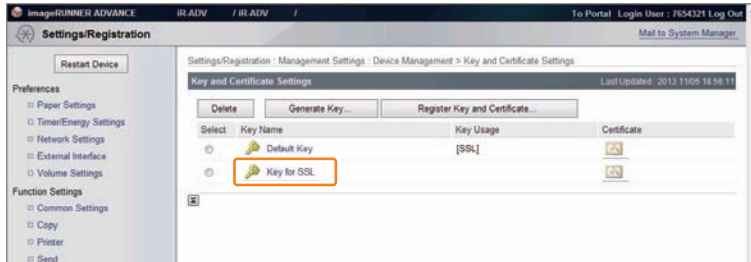 imageRUNNER ADVANCE iR-ADV / iR-ADV / To Portal Login User : 7654321 Log Out
Settings/Registration Mail to System Manager
Restart Device
Settings/Registration : Management Settings : Device Management > Key and Certificate Settings
Key and Certificate Settings Last Updated : 2013 11/05 18:56:11
Preferences
Paper Settings
Timer/Energy Settings
Network Settings
External Interface
Volume Settings
Function Settings
Common Settings
Copy
Printer
Send
Delete Generate Key... Register Key and Certificate...
Select Key Name Key Usage Certificate
Default Key [SSL]
Key for SSL